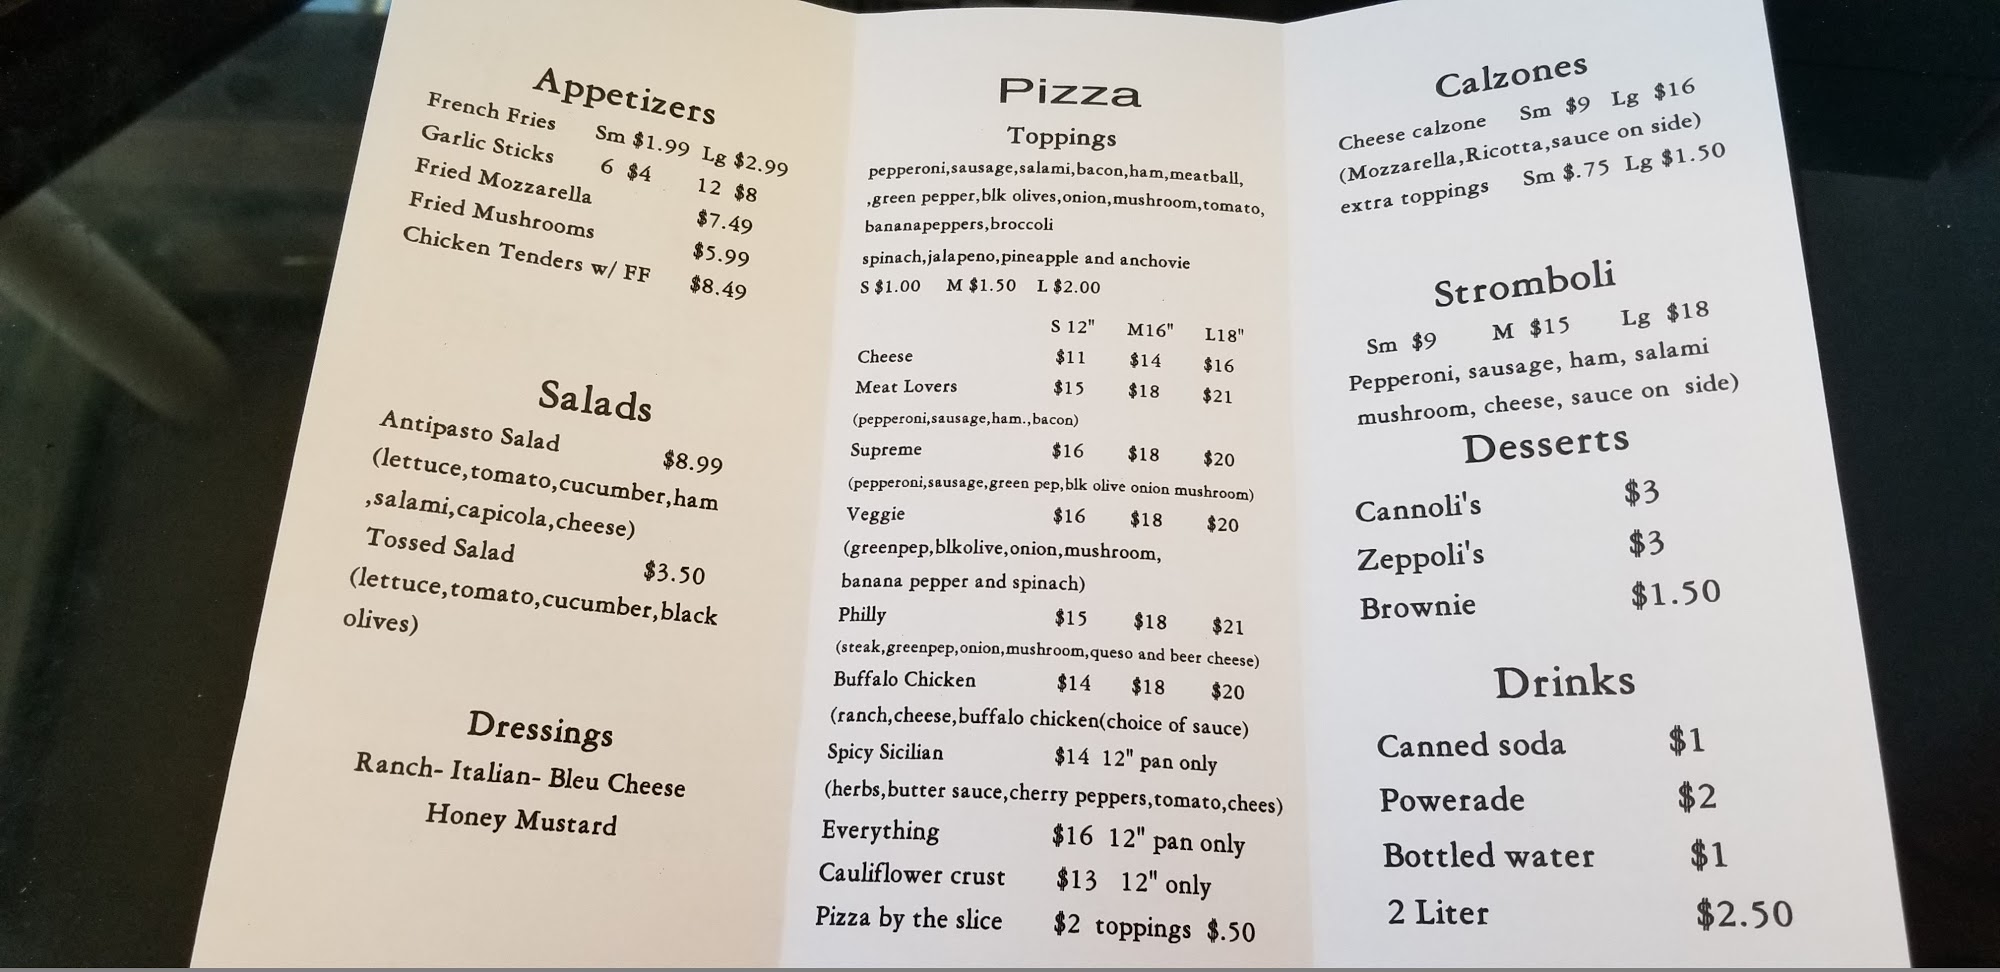 Appetizers
French Fries Sm $1.99 Lg $2.99
Garlic Sticks 6 $4 12 $8
Fried Mozzarella $7.49
Fried Mushrooms $5.99
Chicken Tenders w/ FF $8.49
Salads
Antipasto Salad $8.99
(lettuce,tomato,cucumber,ham
,salami,capicola,cheese)
Tossed Salad $3.50
(lettuce,tomato,cucumber,black
olives)
Dressings
Ranch- Italian- Bleu Cheese
Honey Mustard
Pizza
Toppings
pepperoni,sausage,salami,bacon,ham,meatball,
,green pepper,blk olives,onion,mushroom,tomato,
bananapeppers,broccoli
spinach,jalapeno,pineapple and anchovie
S $1.00 M $1.50 L $2.00
S 12" M16" L18"
Cheese $11 $14 $16
Meat Lovers $15 $18 $21
(pepperoni,sausage,ham.,bacon)
Supreme $16 $18 $20
(pepperoni,sausage,green pep,blk olive onion mushroom)
Veggie $16 $18 $20
(greenpep,blkolive,onion,mushroom,
banana pepper and spinach)
Philly $15 $18 $21
(steak,greenpep,onion,mushroom,queso and beer cheese)
Buffalo Chicken $14 $18 $20
(ranch,cheese,buffalo chicken(choice of sauce)
Spicy Sicilian $14 12" pan only
(herbs,butter sauce,cherry peppers,tomato,chees)
Everything $16 12" pan only
Cauliflower crust $13 12" only
Pizza by the slice $2 toppings $.50
Calzones
Cheese calzone Sm $9 Lg $16
(Mozzarella,Ricotta,sauce on side)
extra toppings Sm $.75 Lg $1.50
Stromboli
Sm $9 M $15 Lg $18
Pepperoni, sausage, ham, salami
mushroom, cheese, sauce on side)
Desserts
Cannoli's $3
Zeppoli's $3
Brownie $1.50
Drinks
Canned soda $1
Powerade $2
Bottled water $1
2 Liter $2.50